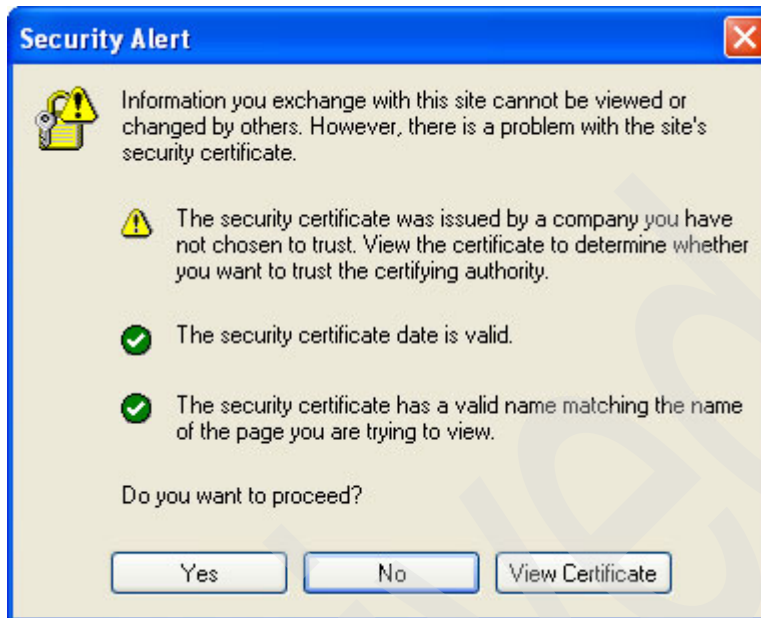 Security Alert
Information you exchange with this site cannot be viewed or
changed by others. However, there is a problem with the site's
security certificate.
The security certificate was issued by a company you have
not chosen to trust. View the certificate to determine whether
you want to trust the certifying authority.
The security certificate date is valid.
The security certificate has a valid name matching the name
of the page you are trying to view.
Do you want to proceed?
Yes
No
View Certificate